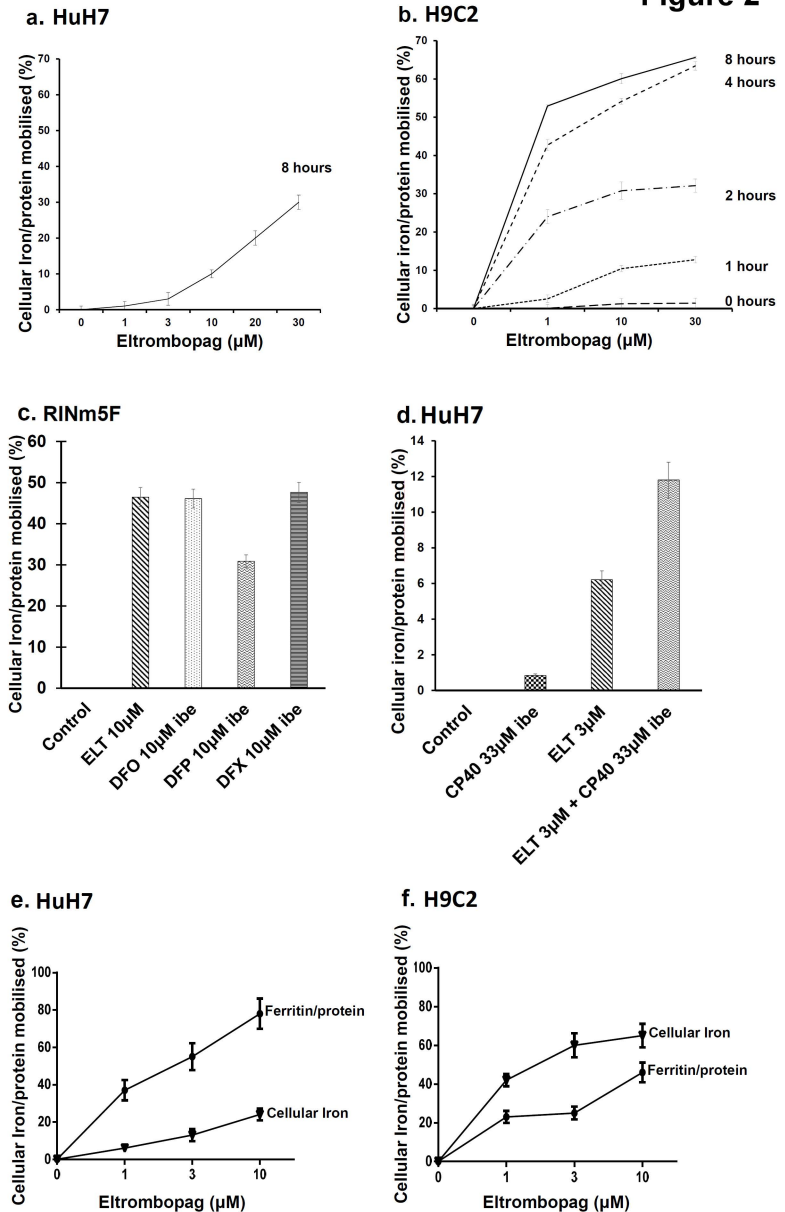 Figure 2
a. HuH7
Cellular Iron/protein mobilised (%)
70
60
50
40
30
20
10
0
8 hours
0 1 3 10 20 30
Eltrombopag (µM)
b. H9C2
Cellular iron/protein mobilised (%)
70
60
50
40
30
20
10
0
8 hours
4 hours
2 hours
1 hour
0 hours
0 1 10 30
Eltrombopag (µM)
c. RINm5F
Cellular Iron/protein mobilised (%)
60
50
40
30
20
10
0
Control
ELT 10µM
DFO 10µM ibe
DFP 10µM ibe
DFX 10µM ibe
d. HuH7
Cellular iron/protein mobilised (%)
14
12
10
8
6
4
2
0
Control
CP40 33µM ibe
ELT 3µM
ELT 3µM + CP40 33µM ibe
e. HuH7
Cellular Iron/protein mobilised (%)
100
80
60
40
20
0
Ferritin/protein
Cellular Iron
0 1 3 10
Eltrombopag (µM)
f. H9C2
Cellular Iron/protein mobilised (%)
100
80
60
40
20
0
Cellular Iron
Ferritin/protein
0 1 3 10
Eltrombopag (µM)